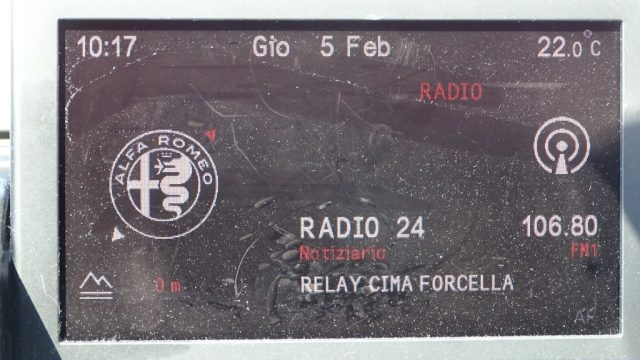 10:17 Gio 5 Feb 22.0°C
RADIO
ALFA ROMEO
RADIO 24 106.80
Notiziario FM1
0 m RELAY CIMA FORCELLA
AF